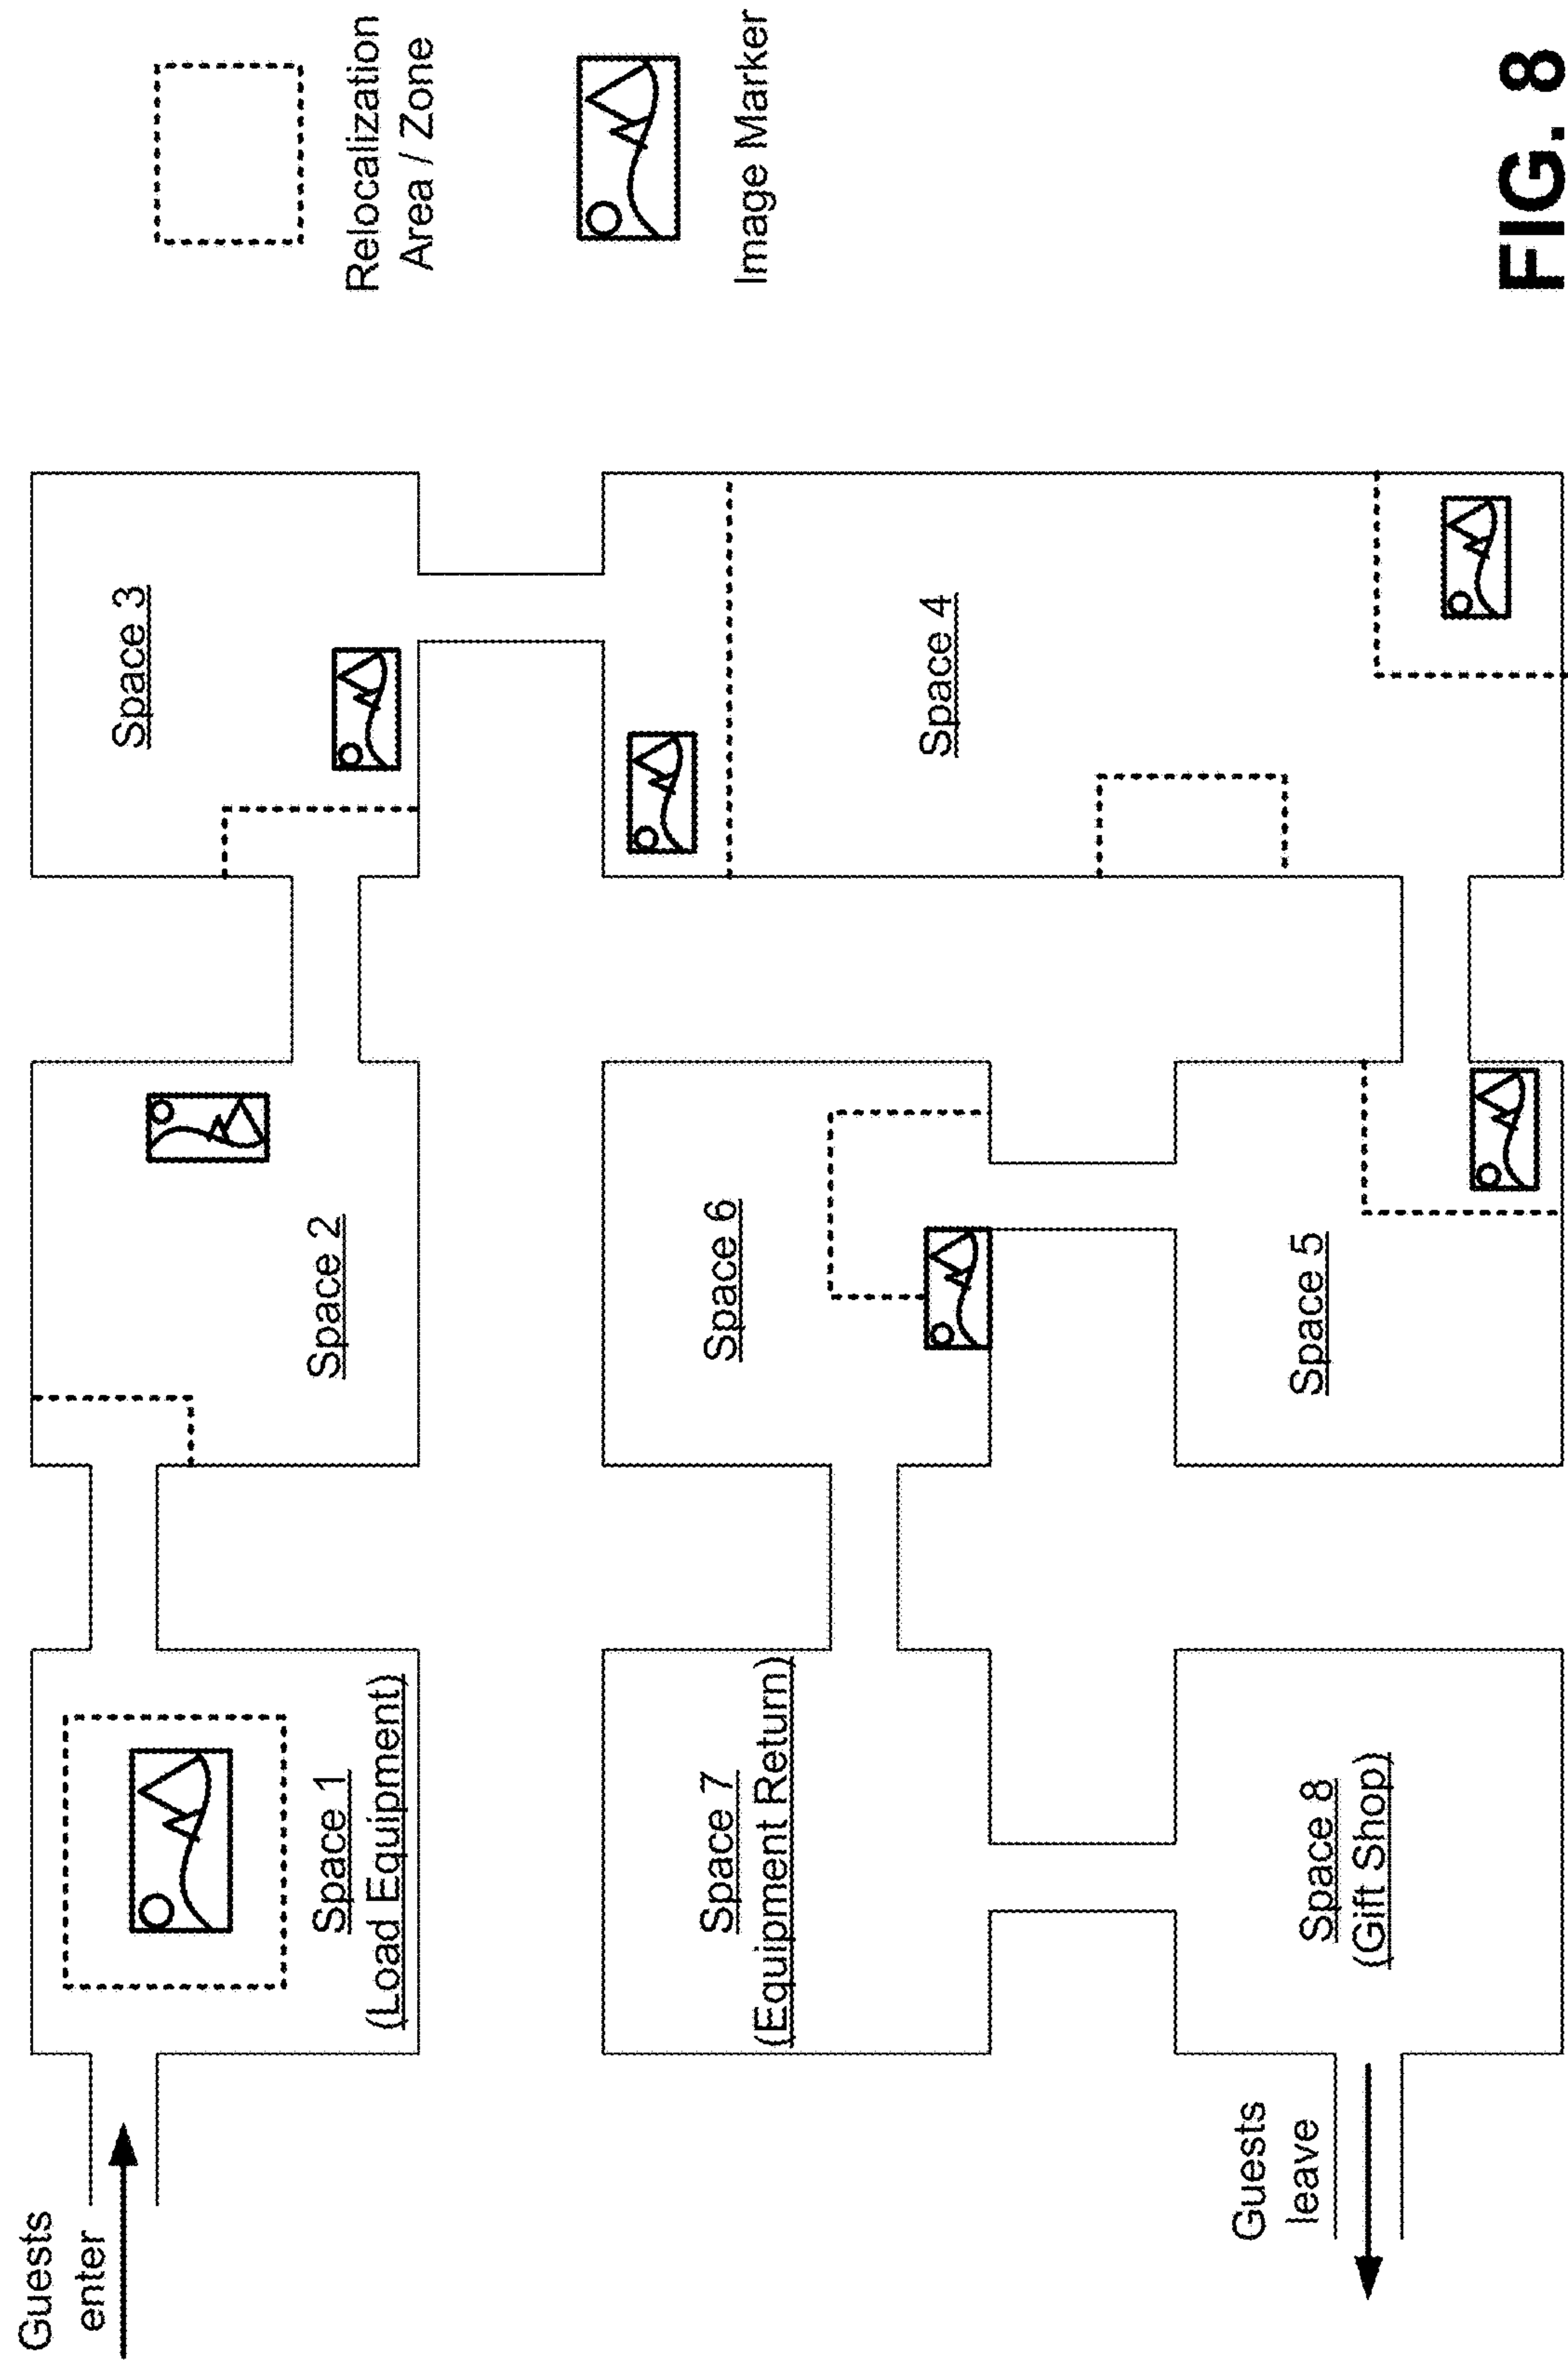 Guests
enter
Space 1
(Load Equipment)
Space 2
Space 3
Relocalization
Area / Zone
Image Marker
Space 7
(Equipment Return)
Space 6
Space 4
Space 8
(Gift Shop)
Space 5
Guests
leave
FIG. 8